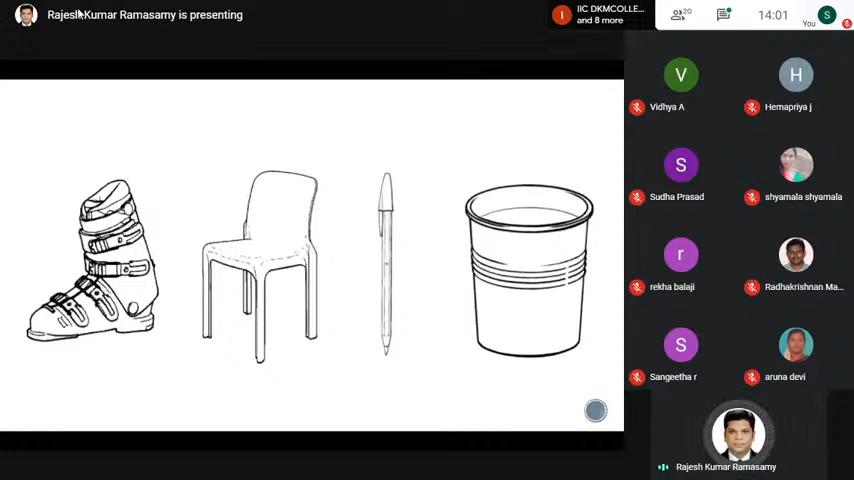 Rajesh Kumar Ramasamy is presenting
I
IIC DKMCOLLE...
and 8 more
20
14:01
You
S
V
Vidhya A
H
Hemapriya j
S
Sudha Prasad
shyamala shyamala
r
rekha balaji
Radhakrishnan Ma...
S
Sangeetha r
aruna devi
Rajesh Kumar Ramasamy